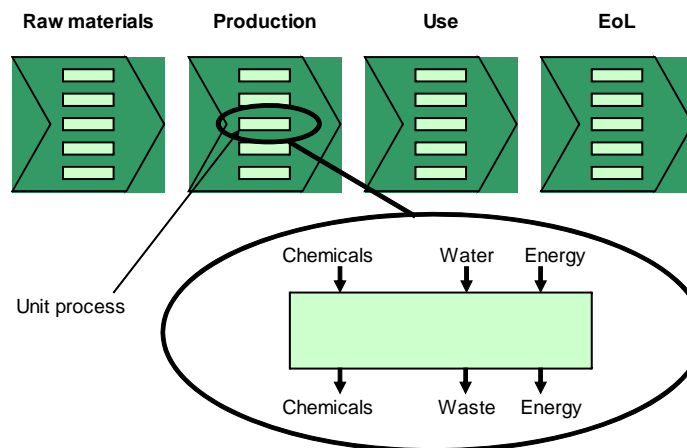 Raw materials Production Use EoL
Chemicals Water Energy
Unit process
Chemicals Waste Energy